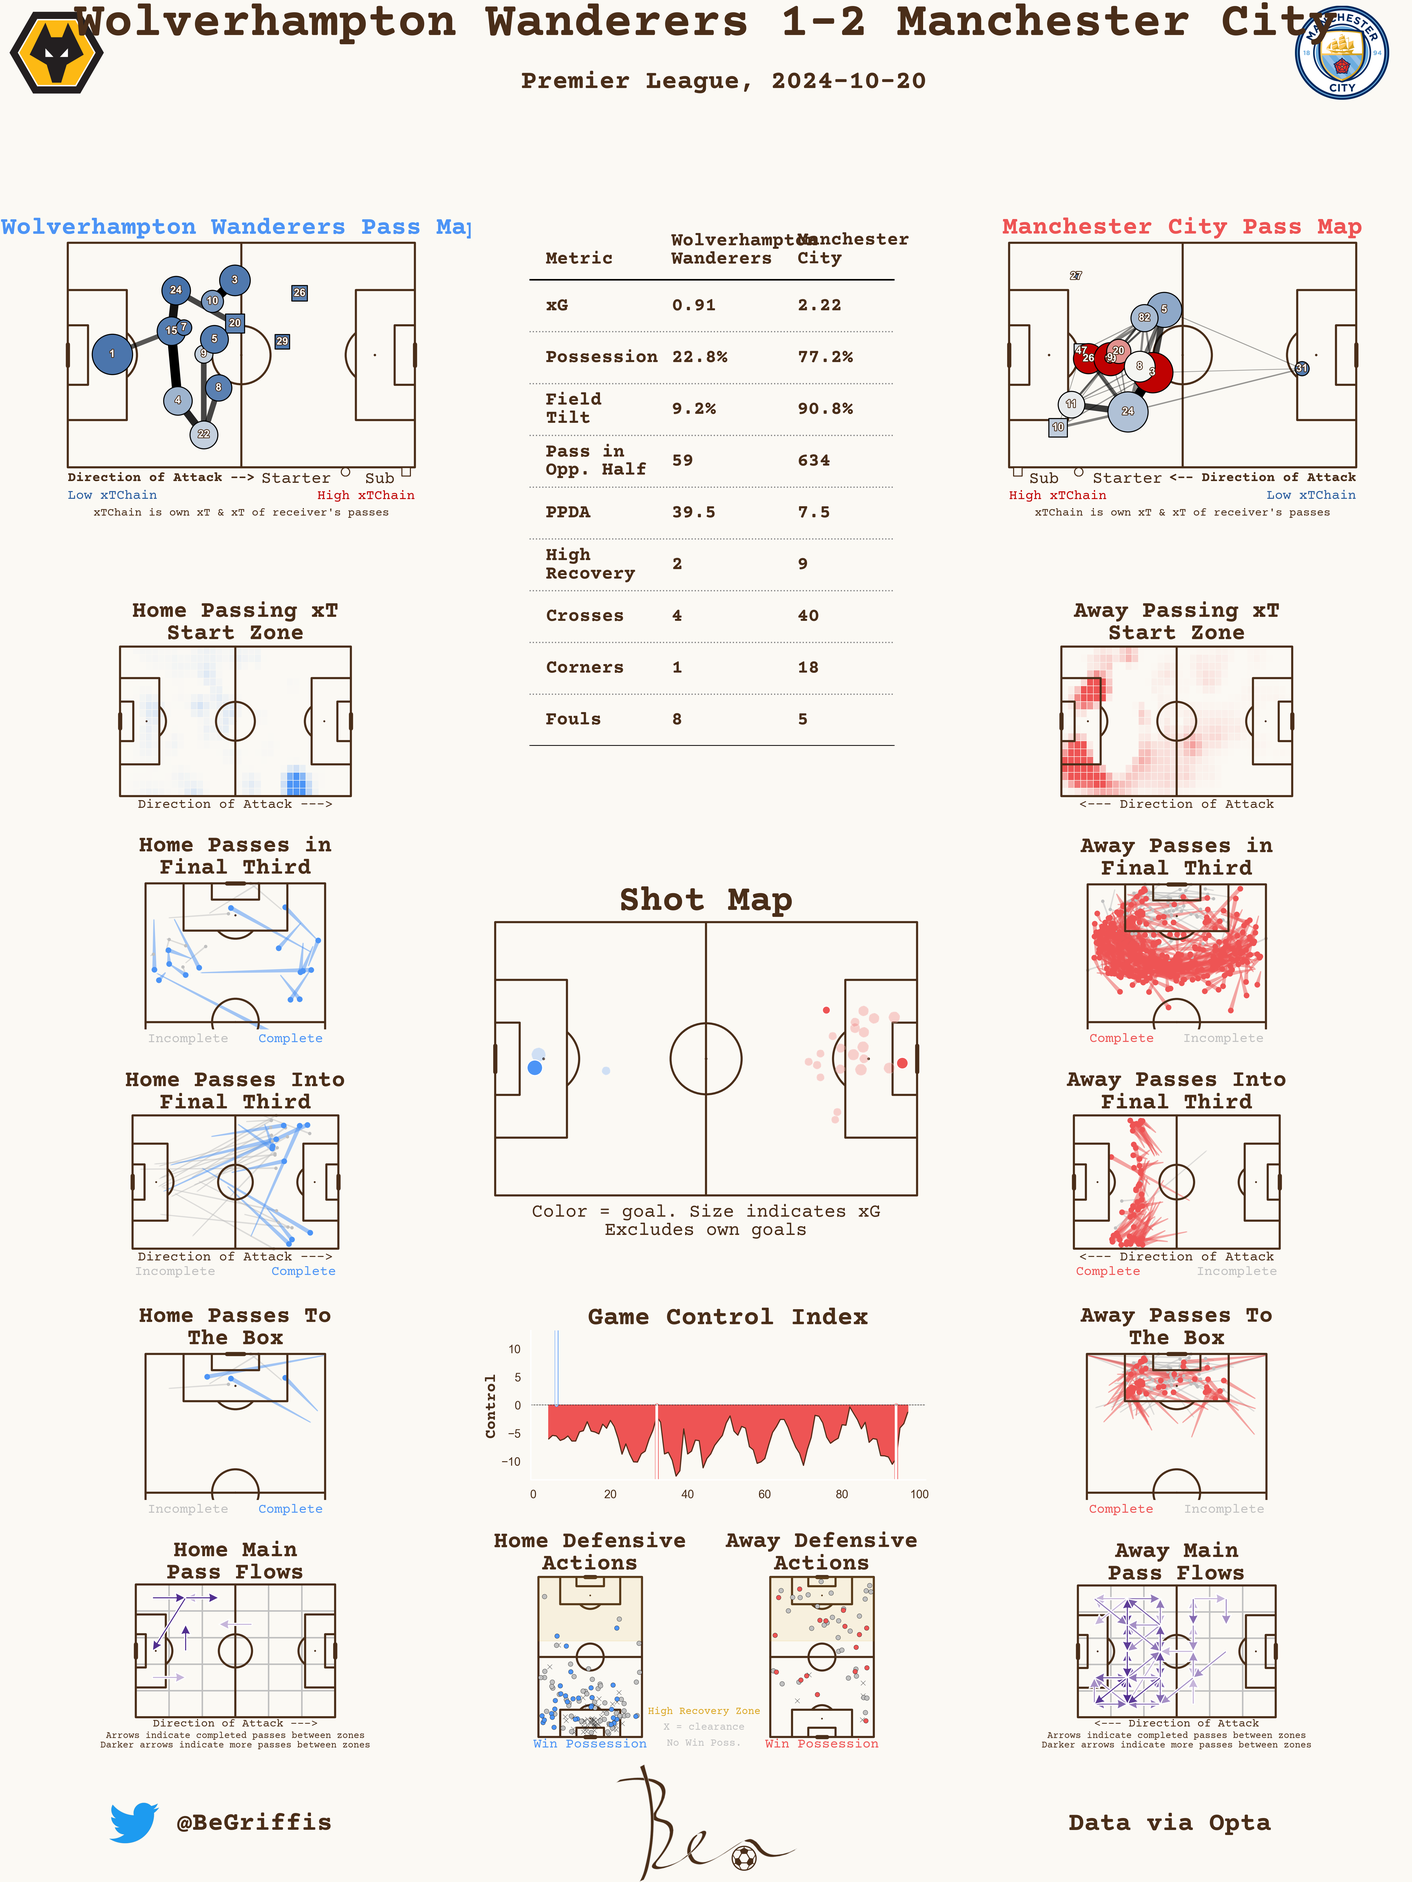 Wolverhampton Wanderers 1-2 Manchester City
Premier League, 2024-10-20
MANCHESTER
18 94
CITY
Wolverhampton Wanderers Pass Map
24
3
10
26
20
15
7
5
29
1
9
8
4
22
Direction of Attack --> Starter Sub
Low xTChain High xTChain
xTChain is own xT & xT of receiver's passes
Metric Wolverhampton Wanderers Manchester City
xG 0.91 2.22
Possession 22.8% 77.2%
Field Tilt 9.2% 90.8%
Pass in Opp. Half 59 634
PPDA 39.5 7.5
High Recovery 2 9
Crosses 4 40
Corners 1 18
Fouls 8 5
Manchester City Pass Map
27
5
82
47
26
9
20
8
3
31
11
24
10
Sub Starter <-- Direction of Attack
High xTChain Low xTChain
xTChain is own xT & xT of receiver's passes
Home Passing xT
Start Zone
Direction of Attack --->
Away Passing xT
Start Zone
<--- Direction of Attack
Home Passes in
Final Third
Incomplete Complete
Away Passes in
Final Third
Complete Incomplete
Shot Map
Color = goal. Size indicates xG
Excludes own goals
Home Passes Into
Final Third
Direction of Attack --->
Incomplete Complete
Away Passes Into
Final Third
<--- Direction of Attack
Complete Incomplete
Home Passes To
The Box
Incomplete Complete
Game Control Index
Control
10
5
0
−5
−10
0 20 40 60 80 100
Away Passes To
The Box
Complete Incomplete
Home Main
Pass Flows
Direction of Attack --->
Arrows indicate completed passes between zones
Darker arrows indicate more passes between zones
Home Defensive
Actions
Win Possession
High Recovery Zone
X = clearance
No Win Poss.
Away Defensive
Actions
Win Possession
Away Main
Pass Flows
<--- Direction of Attack
Arrows indicate completed passes between zones
Darker arrows indicate more passes between zones
@BeGriffis
Ben
Data via Opta